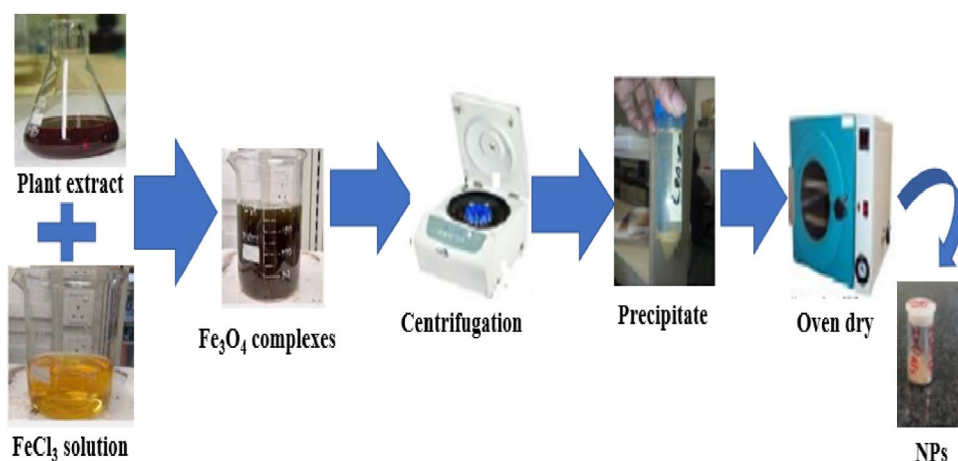 Plant extract
FeCl₃ solution
Fe₃O₄ complexes
Centrifugation
Precipitate
Oven dry
NPs